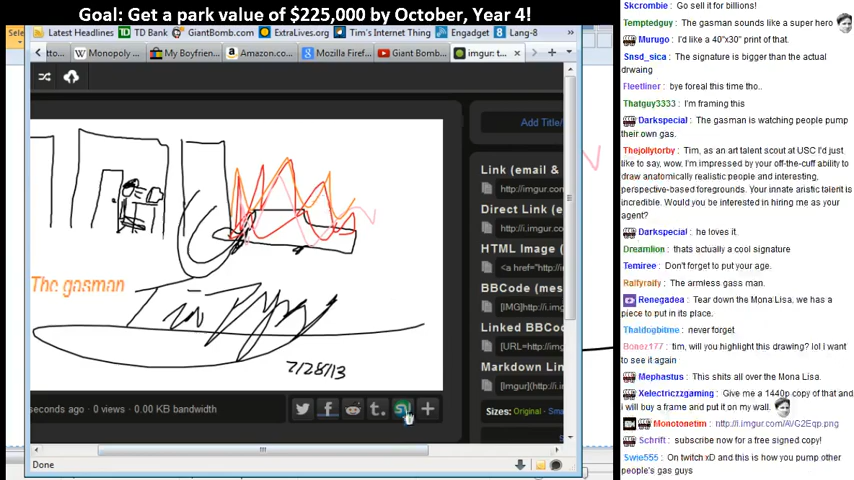 Goal: Get a park value of $225,000 by October, Year 4!
Latest Headlines TD Bank GiantBomb.com ExtraLives.org Tim's Internet Thing Engadget Lang-8
Monopoly My Boyfrien Amazon.co... Mozilla Firef... Giant Bomb... imgur: t...
Add Title/
Link (email &
http://imgur
Direct Link (e
http://i.imgur
HTML Image (
<a href="http:/
BBCode (mes
[IMG]http://i
Linked BBCo
[URL=http://i
Markdown Lin
[Imgur](http://i
Sizes: Original · Sma
The gasman
7/28/13
seconds ago · 0 views · 0.00 KB bandwidth
Done
Skcrombie: Go sell it for billions!
Temptedguy : The gasman sounds like a super hero
Murugo : I'd like a 40"x30" print of that.
Snsd_sica : The signature is bigger than the actual
drwaing
Fleetliner : bye foreal this time tho..
Thatguy3333 : I'm framing this
Darkspecial : The gasman is watching people pump
their own gas.
Thejollytorby : Tim, as an art talent scout at USC I'd just
like to say, wow. I'm impressed by your off-the-cuff ability to
draw anatomically realistic people and interesting,
perspective-based foregrounds. Your innate aristic talent is
incredible. Would you be interested in hiring me as your
agent?
Darkspecial : he loves it.
Dreamlion : thats actually a cool signature
Temiree : Don't forget to put your age.
Ralfyraify : The armless gass man.
Renegadea : Tear down the Mona Lisa, we has a
piece to put in its place.
Thaldogbitme : never forget
Bonez177 : tim, will you highlight this drawing? lol i want
to see it again
Mephastus : This shits all over the Mona Lisa.
Xelectrizzgaming : Give me a 1440p copy of that and
i will buy a frame and put it on my wall.
Monotonetim : http://i.imgur.com/AVG2Eqp.png
Schrift : subscribe now for a free signed copy!
Swie555 : On twitch xD and this is how you pump other
people's gas guys